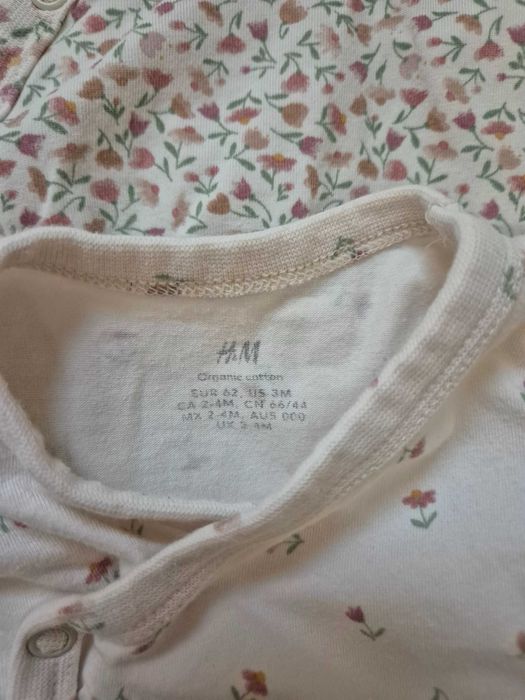 H&M
Organic cotton
EUR 62, US 3M
CA 2-4M, CN 66/44
MX 2-4M, AUS 000
UK 2-4M